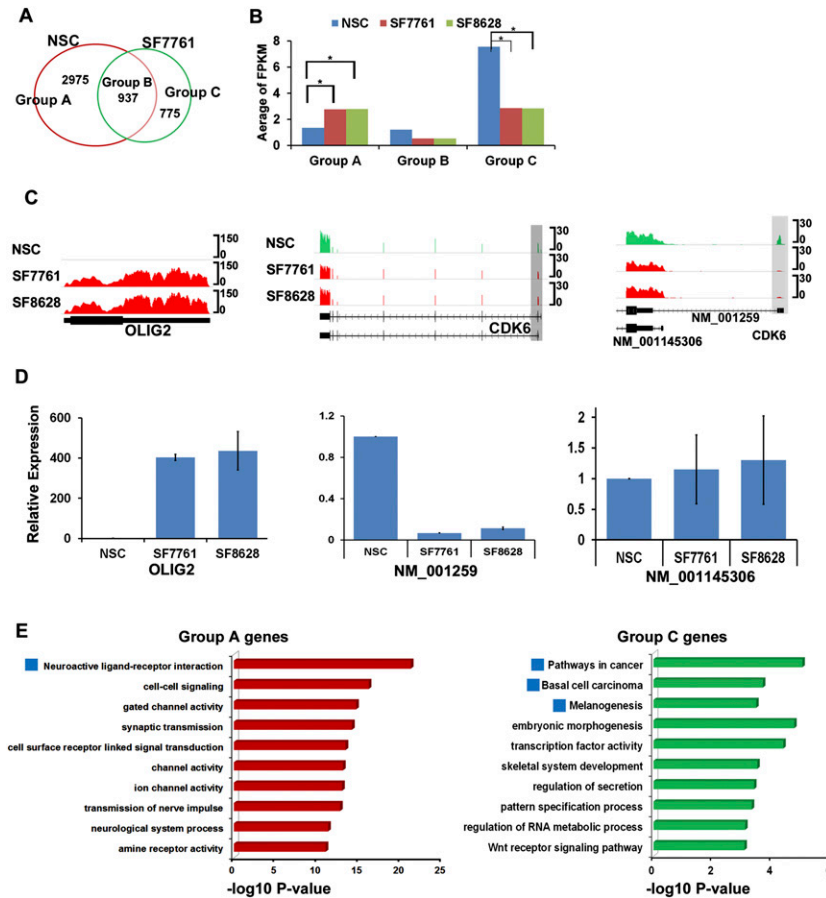 A
NSC
SF7761
2975
Group B
Group A
937
Group C
775
B
NSC SF7761 SF8628
Aerage of FPKM
8
6
4
2
0
*
*
*
*
Group A Group B Group C
C
NSC
SF7761
SF8628
150
0
150
0
150
0
OLIG2
NSC
SF7761
SF8628
30
0
30
0
30
0
CDK6
30
0
30
0
30
0
NM_001259
NM_001145306
CDK6
D
Relative Expression
600
400
200
0
NSC SF7761 SF8628
OLIG2
1.2
0.8
0.4
0
NSC SF7761 SF8628
NM_001259
2
1.5
1
0.5
0
NSC SF7761 SF8628
NM_001145306
E
Group A genes
Neuroactive ligand-receptor interaction
cell-cell signaling
gated channel activity
synaptic transmission
cell surface receptor linked signal transduction
channel activity
ion channel activity
transmission of nerve impulse
neurological system process
amine receptor activity
0 5 10 15 20 25
-log10 P-value
Group C genes
Pathways in cancer
Basal cell carcinoma
Melanogenesis
embryonic morphogenesis
transcription factor activity
skeletal system development
regulation of secretion
pattern specification process
regulation of RNA metabolic process
Wnt receptor signaling pathway
0 2 4 6
-log10 P-value